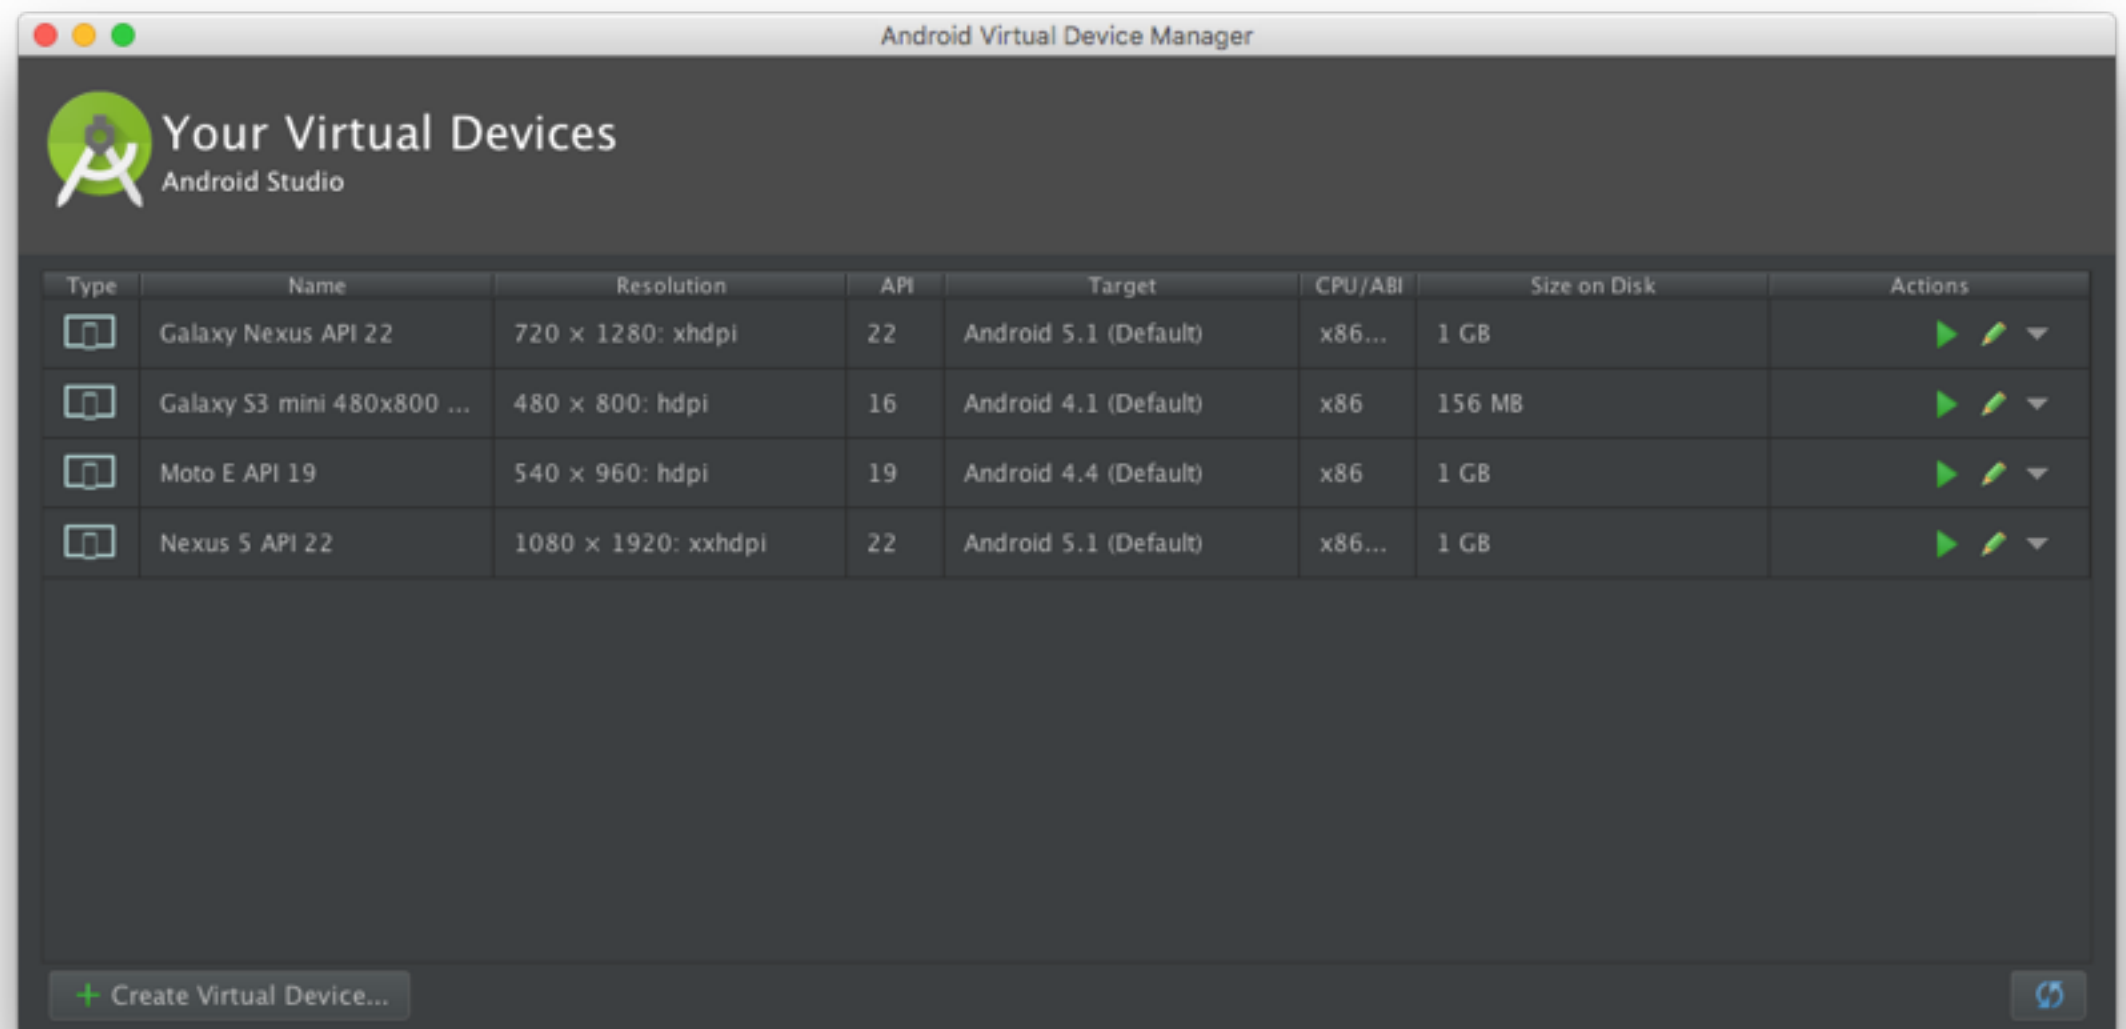 Android Virtual Device Manager
Your Virtual Devices
Android Studio
Type Name Resolution API Target CPU/ABI Size on Disk Actions
Galaxy Nexus API 22 720 × 1280: xhdpi 22 Android 5.1 (Default) x86... 1 GB
Galaxy S3 mini 480x800 ... 480 × 800: hdpi 16 Android 4.1 (Default) x86 156 MB
Moto E API 19 540 × 960: hdpi 19 Android 4.4 (Default) x86 1 GB
Nexus 5 API 22 1080 × 1920: xxhdpi 22 Android 5.1 (Default) x86... 1 GB
Create Virtual Device...